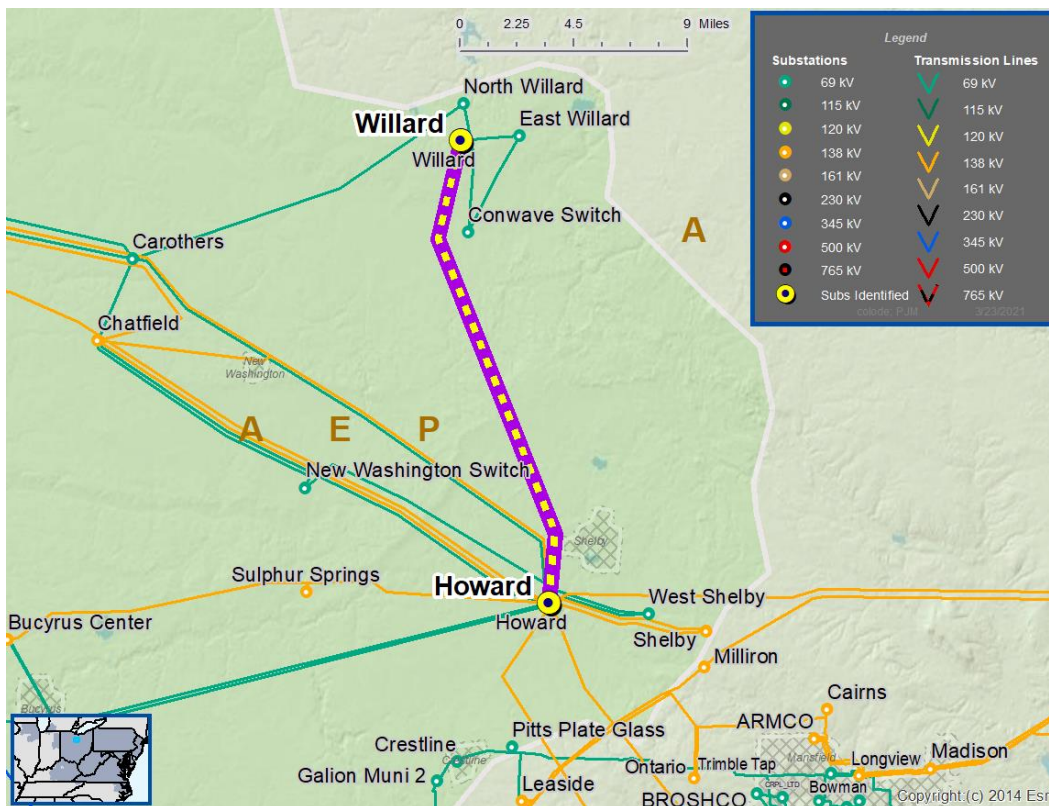 0 2.25 4.5 9 Miles
Legend
Substations Transmission Lines
69 kV 69 kV
115 kV 115 kV
120 kV 120 kV
138 kV 138 kV
161 kV 161 kV
230 kV 230 kV
345 kV 345 kV
500 kV 500 kV
765 kV 765 kV
Subs Identified
colode; PJM 3/23/2021
North Willard
Willard
East Willard
Willard
Conwave Switch
A
Carothers
Chatfield
New
Washington
A E P
New Washington Switch
Shelby
Sulphur Springs
Howard
West Shelby
Bucyrus Center
Howard
Shelby
Milliron
Bucyrus
Cairns
ARMCO
Pitts Plate Glass
Crestline
Crestline
Mansfield
Trimble Tap
Longview
Madison
Galion Muni 2
Ontario
Leaside
CRPL_LTD
Bowman
BROSHCO
Copyright:(c) 2014 Esr